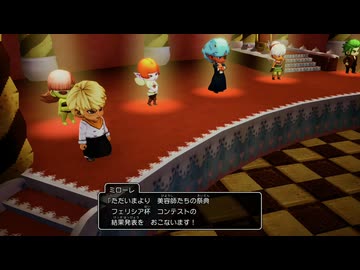 ミローレ
「ただいまより 美容師たちの祭典
フェリシア杯 コンテストの
結果発表を おこないます！